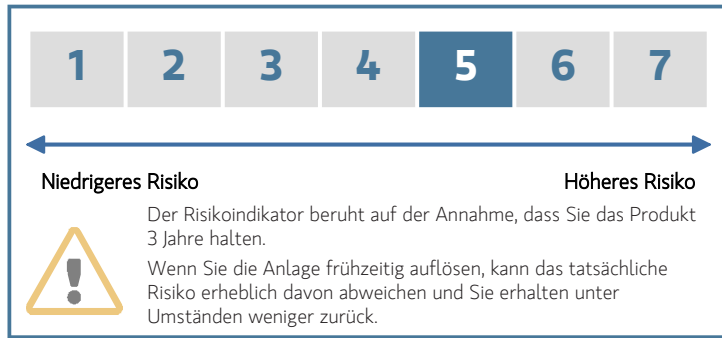 1 2 3 4 5 6 7
Niedrigeres Risiko Höheres Risiko
Der Risikoindikator beruht auf der Annahme, dass Sie das Produkt
3 Jahre halten.
Wenn Sie die Anlage frühzeitig auflösen, kann das tatsächliche
Risiko erheblich davon abweichen und Sie erhalten unter
Umständen weniger zurück.